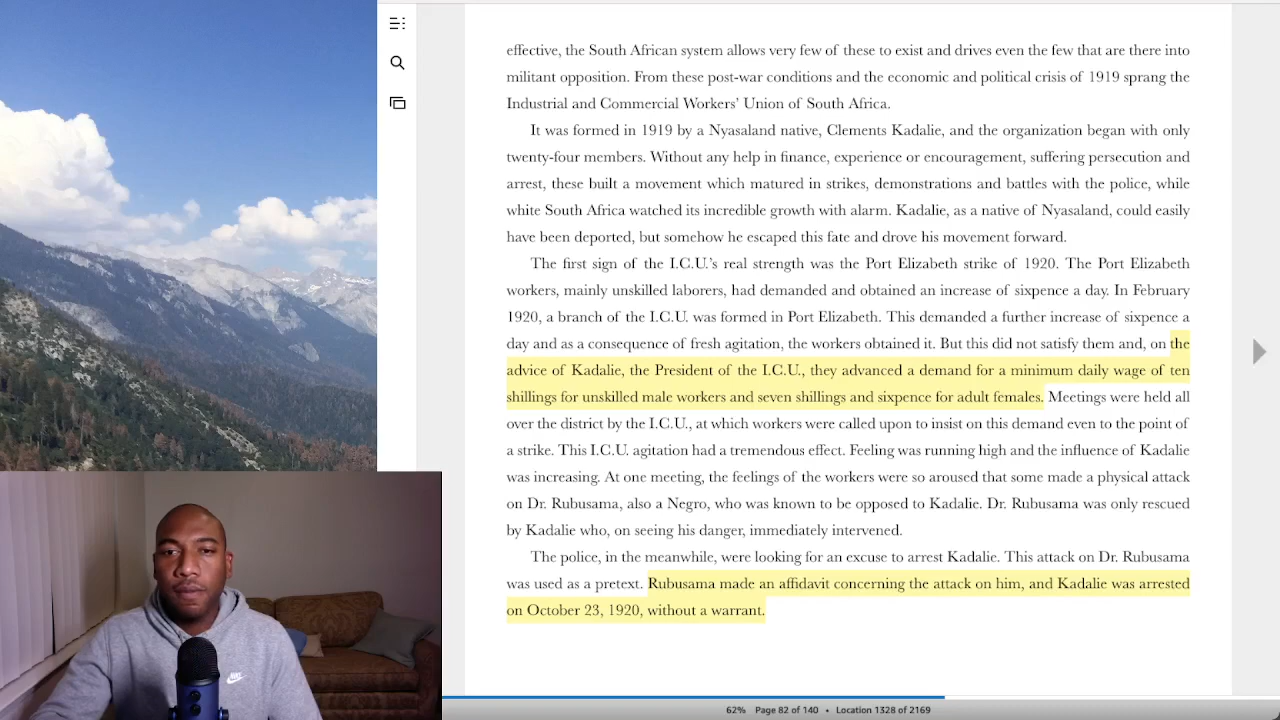 effective, the South African system allows very few of these to exist and drives even the few that are there into
militant opposition. From these post-war conditions and the economic and political crisis of 1919 sprang the
Industrial and Commercial Workers’ Union of South Africa.
It was formed in 1919 by a Nyasaland native, Clements Kadalie, and the organization began with only
twenty-four members. Without any help in finance, experience or encouragement, suffering persecution and
arrest, these built a movement which matured in strikes, demonstrations and battles with the police, while
white South Africa watched its incredible growth with alarm. Kadalie, as a native of Nyasaland, could easily
have been deported, but somehow he escaped this fate and drove his movement forward.
The first sign of the I.C.U.’s real strength was the Port Elizabeth strike of 1920. The Port Elizabeth
workers, mainly unskilled laborers, had demanded and obtained an increase of sixpence a day. In February
1920, a branch of the I.C.U. was formed in Port Elizabeth. This demanded a further increase of sixpence a
day and as a consequence of fresh agitation, the workers obtained it. But this did not satisfy them and, on the
advice of Kadalie, the President of the I.C.U., they advanced a demand for a minimum daily wage of ten
shillings for unskilled male workers and seven shillings and sixpence for adult females. Meetings were held all
over the district by the I.C.U., at which workers were called upon to insist on this demand even to the point of
a strike. This I.C.U. agitation had a tremendous effect. Feeling was running high and the influence of Kadalie
was increasing. At one meeting, the feelings of the workers were so aroused that some made a physical attack
on Dr. Rubusama, also a Negro, who was known to be opposed to Kadalie. Dr. Rubusama was only rescued
by Kadalie who, on seeing his danger, immediately intervened.
The police, in the meanwhile, were looking for an excuse to arrest Kadalie. This attack on Dr. Rubusama
was used as a pretext. Rubusama made an affidavit concerning the attack on him, and Kadalie was arrested
on October 23, 1920, without a warrant.
62% Page 82 of 140 • Location 1328 of 2169